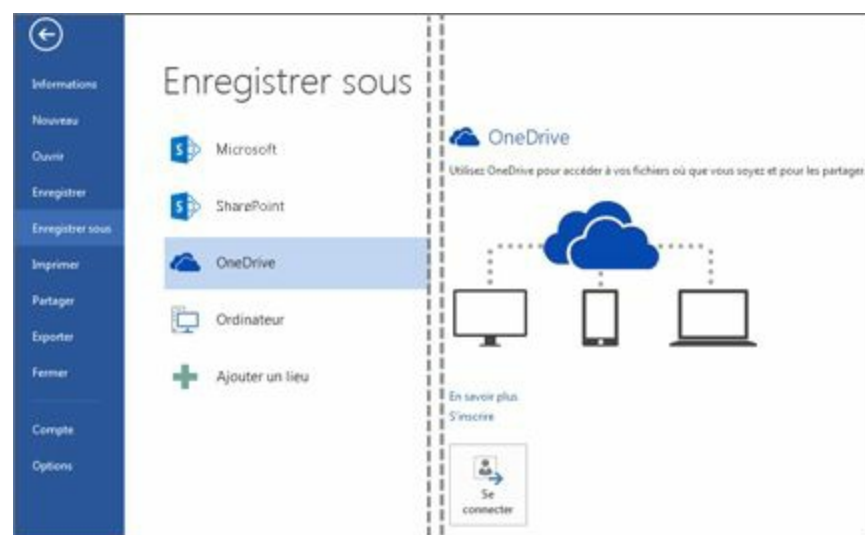 Informations
Nouveau
Ouvrir
Enregistrer
Enregistrer sous
Imprimer
Partager
Exporter
Fermer
Compte
Options
Enregistrer sous
Microsoft
SharePoint
OneDrive
Ordinateur
Ajouter un lieu
OneDrive
Utilisez OneDrive pour accéder à vos fichiers où que vous soyez et pour les partager
En savoir plus
S'inscrire
Se
connecter